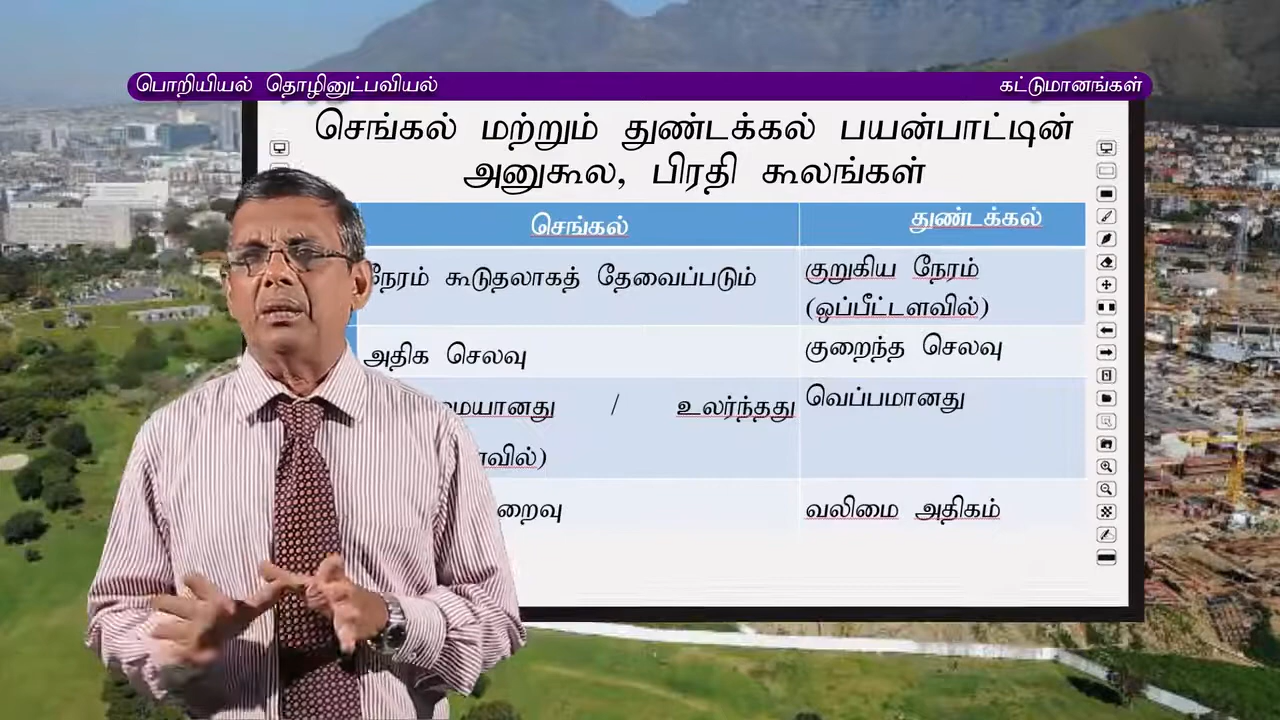 பொறியியல் தொழினுட்பவியல்
கட்டுமானங்கள்
செங்கல் மற்றும் துண்டக்கல் பயன்பாட்டின்
அனுகூல, பிரதி கூலங்கள்
செங்கல்
துண்டக்கல்
நேரம் கூடுதலாகத் தேவைப்படும்
குறுகிய நேரம்
(ஒப்பீட்டளவில்)
அதிக செலவு
குறைந்த செலவு
/ உலர்ந்தது
வெப்பமானது
வலிமை அதிகம்